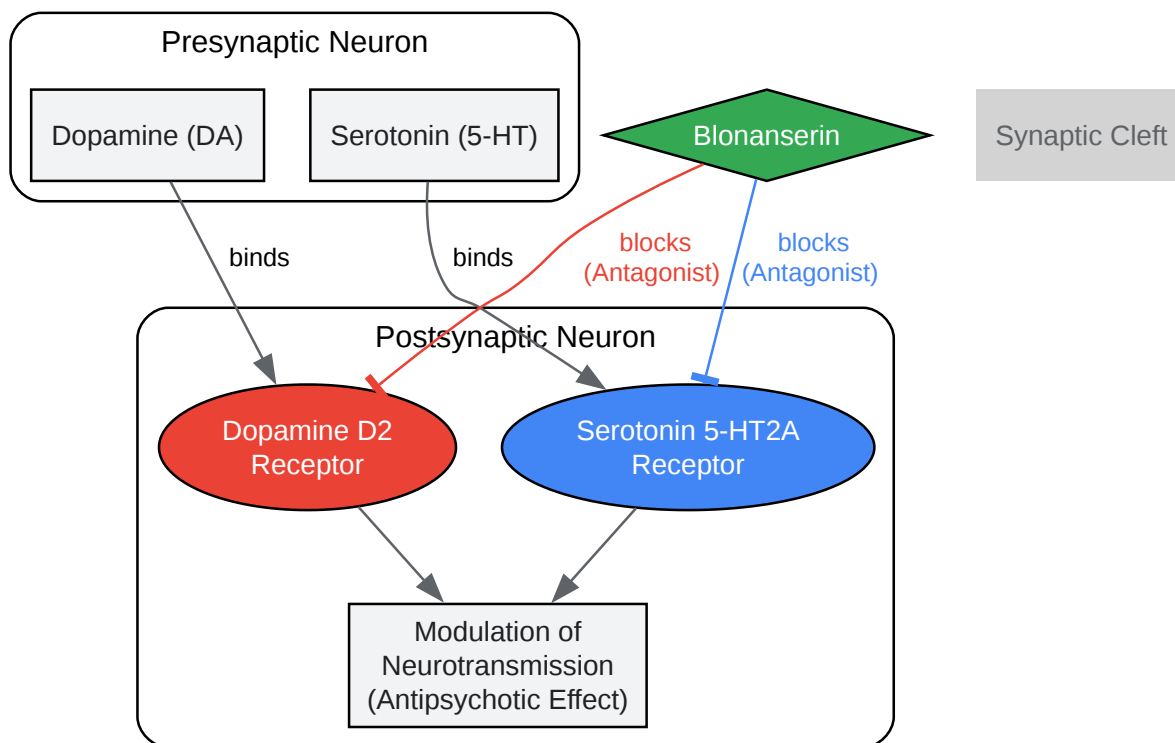 Presynaptic Neuron
Dopamine (DA)
Serotonin (5-HT)
Blonanserin
Synaptic Cleft
binds
binds
blocks
(Antagonist)
blocks
(Antagonist)
Postsynaptic Neuron
Dopamine D2
Receptor
Serotonin 5-HT2A
Receptor
Modulation of
Neurotransmission
(Antipsychotic Effect)